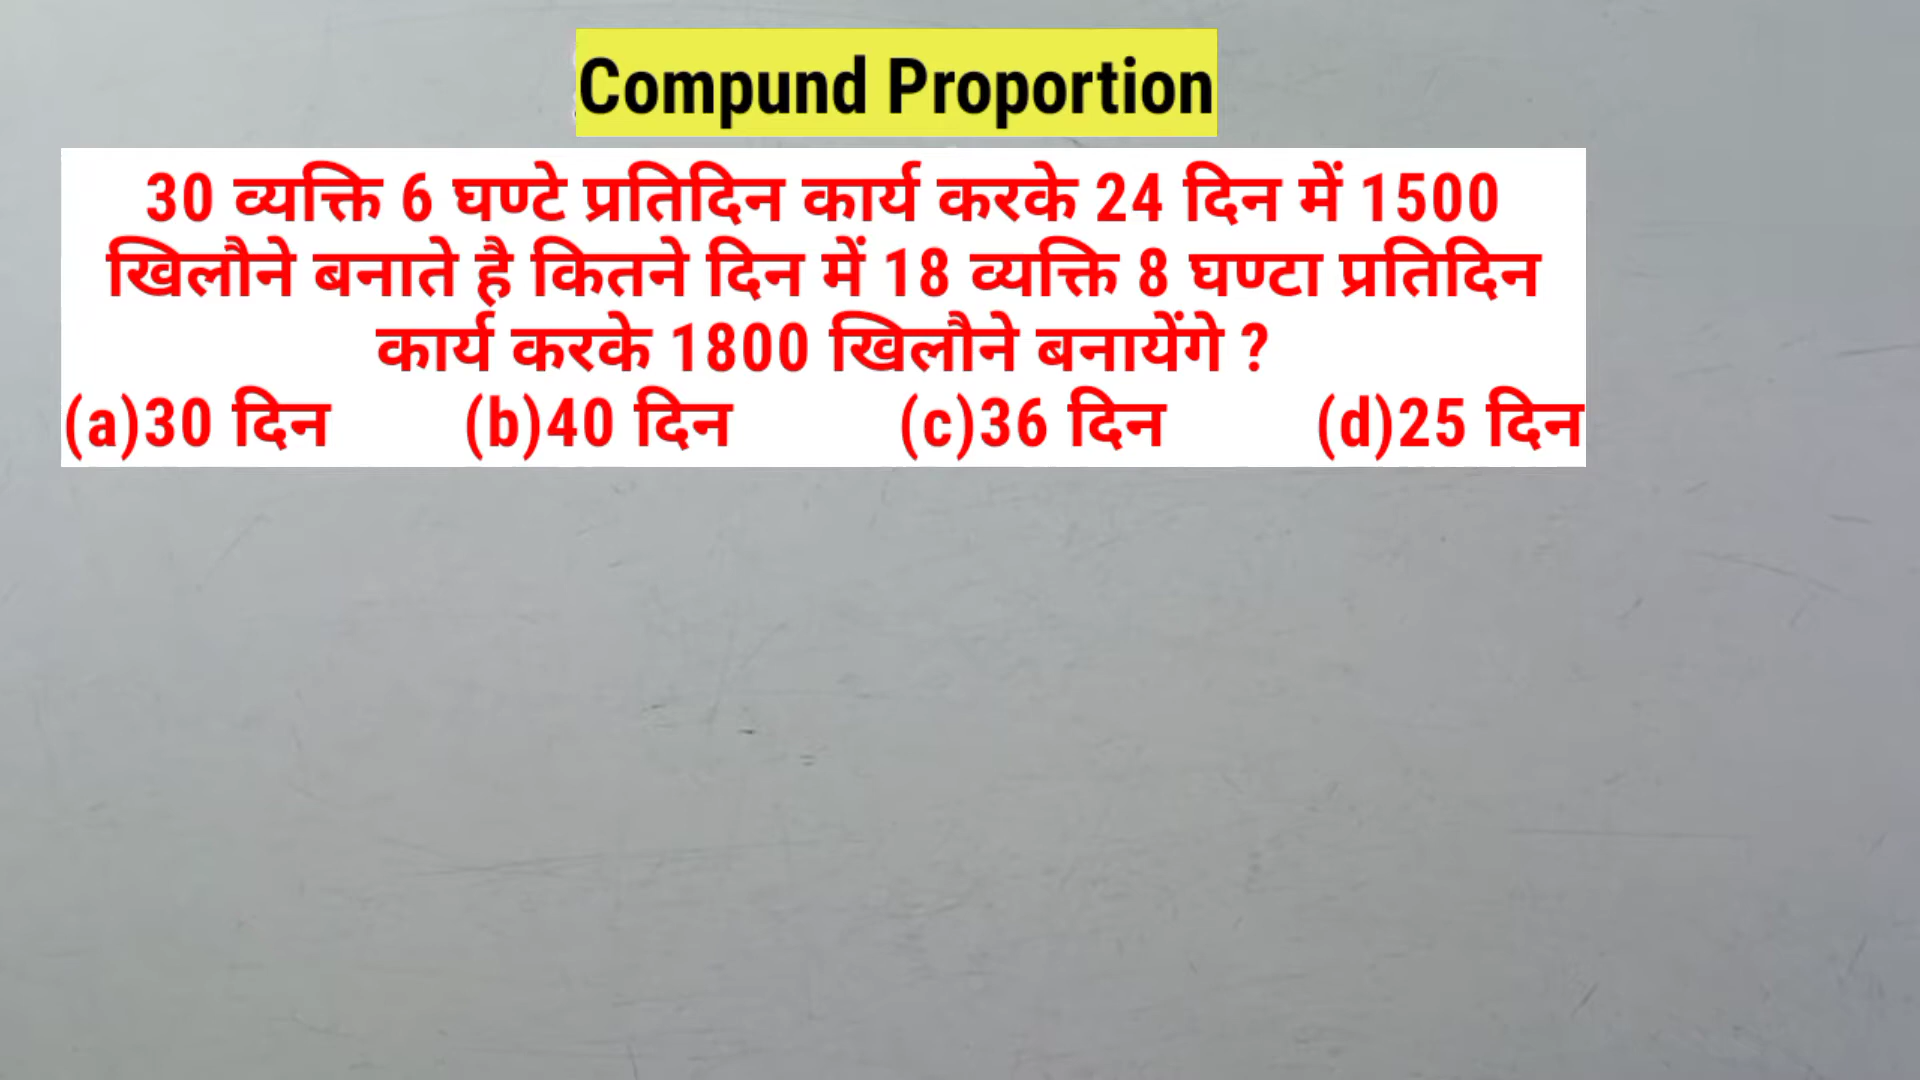 Compund Proportion
30 व्यक्ति 6 घण्टे प्रतिदिन कार्य करके 24 दिन में 1500
खिलौने बनाते है कितने दिन में 18 व्यक्ति 8 घण्टा प्रतिदिन
कार्य करके 1800 खिलौने बनायेंगे ?
(a)30 दिन (b)40 दिन (c)36 दिन (d)25 दिन